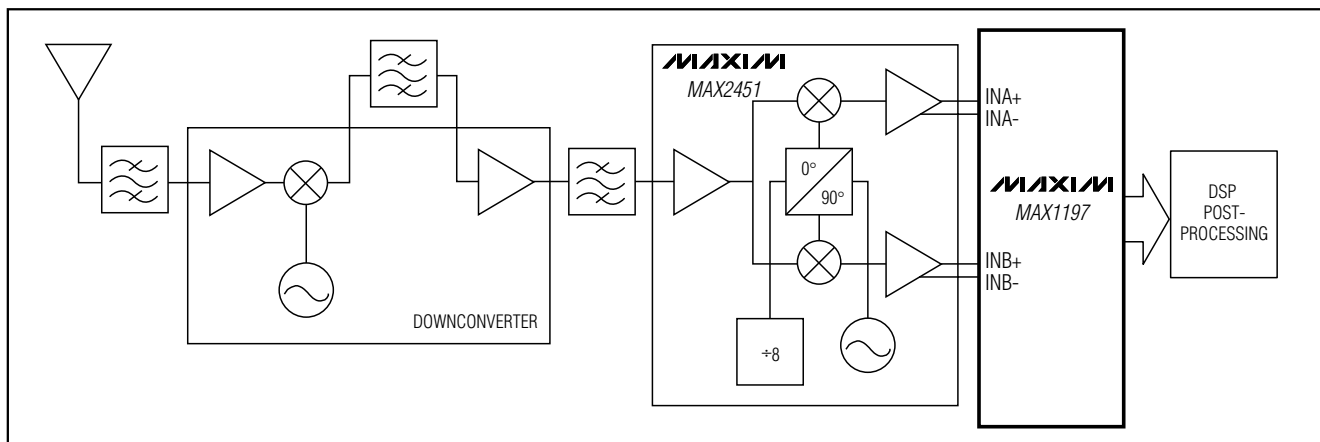 DOWNCONVERTER
MAXIM
MAX2451
0°
90°
÷8
INA+
INA-
MAXIM
MAX1197
INB+
INB-
DSP
POST-
PROCESSING